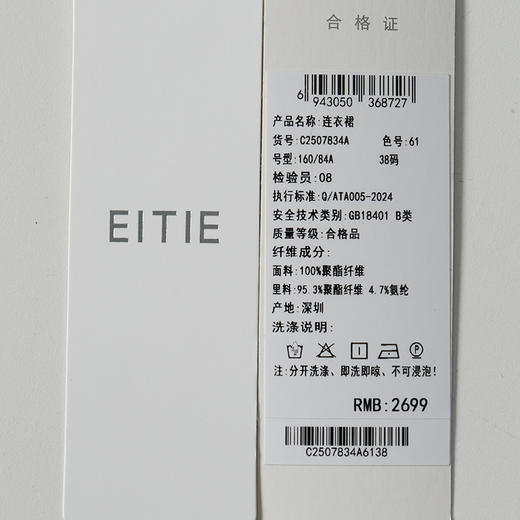 EITIE
合格证
6 943050 368727
产品名称:连衣裙
货号:C2507834A 色号:61
号型:160/84A 38码
检验员:08
执行标准:Q/ATA005-2024
安全技术类别:GB18401 B类
质量等级:合格品
纤维成分:
面料:100%聚酯纤维
里料:95.3%聚酯纤维 4.7%氨纶
产地:深圳
洗涤说明:
注:分开洗涤、即洗即晾、不可浸泡!
RMB:2699
C2507834A6138